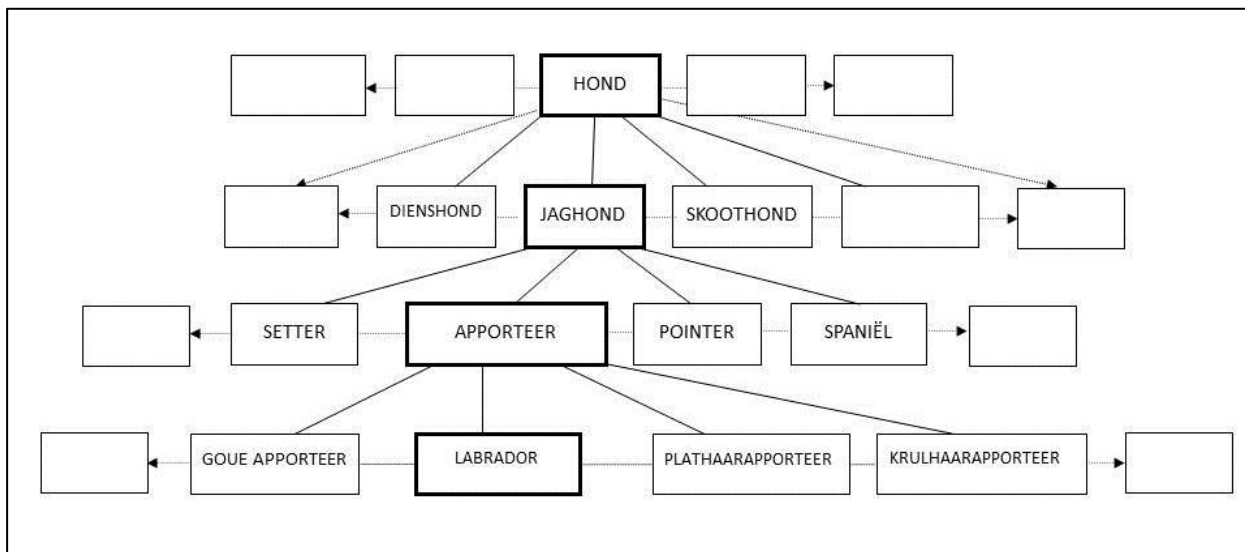 HOND
DIENSHOND JAGHOND SKOOTHOND
SETTER APPORTEER POINTER SPANIËL
GOUE APPORTEER LABRADOR PLATHAARAPPORTEER KRULHAARAPPORTEER